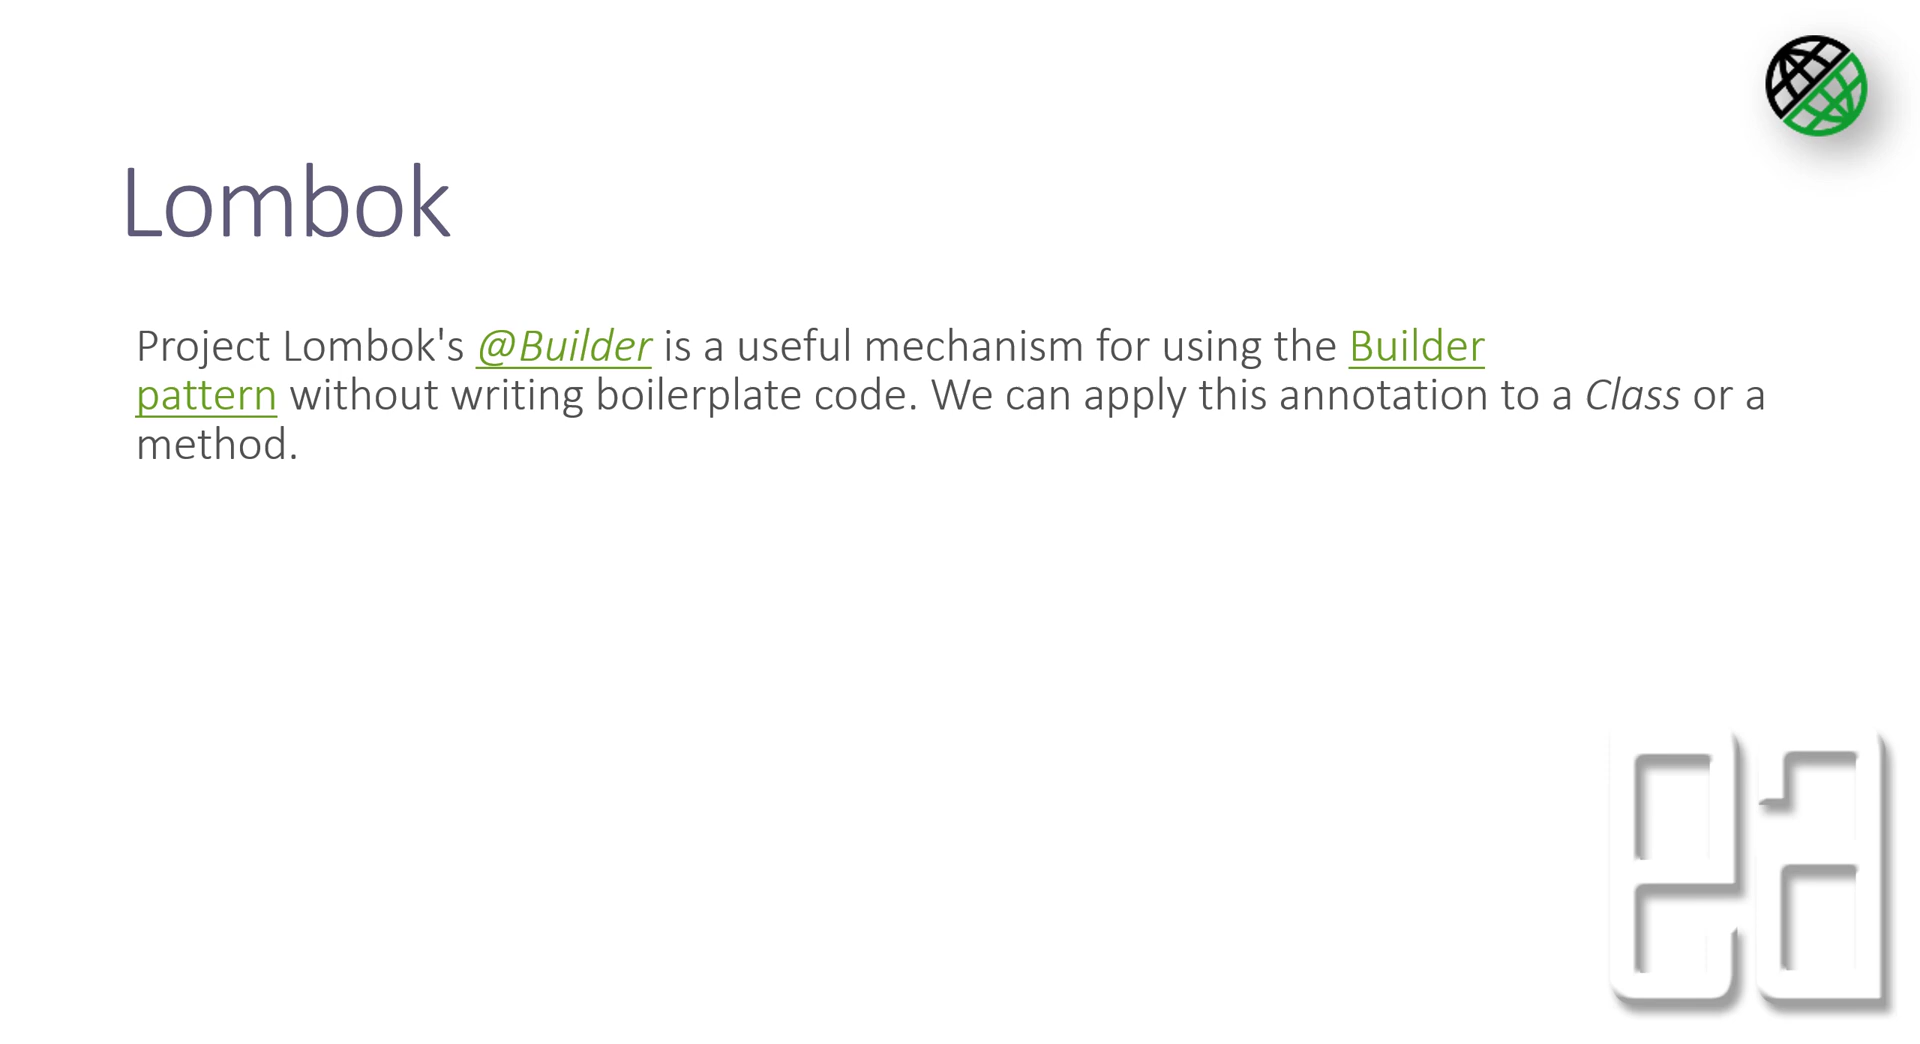 Lombok
Project Lombok's @Builder is a useful mechanism for using the Builder
pattern without writing boilerplate code. We can apply this annotation to a Class or a
method.
ea